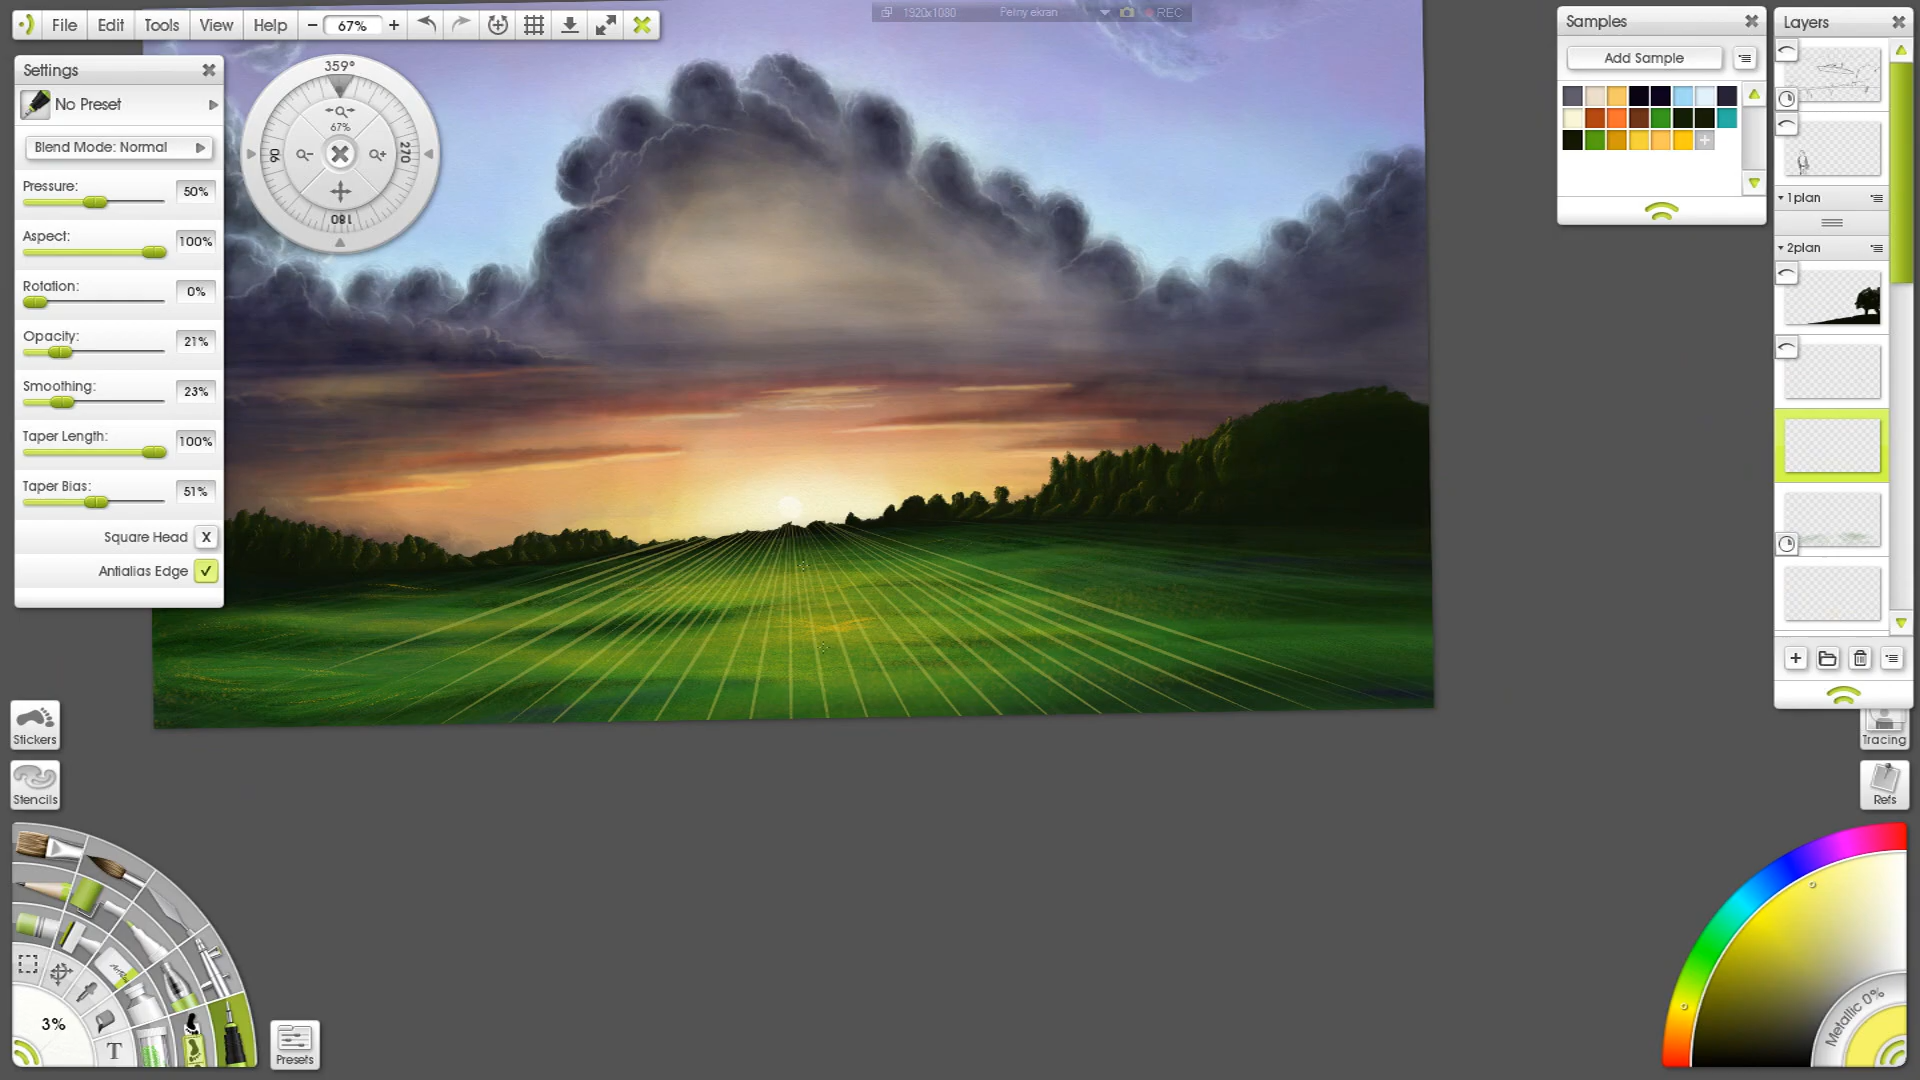 File Edit Tools View Help − 67% +
1920x1080 Pełny ekran REC
Settings
No Preset
Blend Mode: Normal
Pressure: 50%
Aspect: 100%
Rotation: 0%
Opacity: 21%
Smoothing: 23%
Taper Length: 100%
Taper Bias: 51%
Square Head X
Antialias Edge
359°
67%
90
270
180
Samples
Add Sample
Layers
1plan
2plan
Stickers
Stencils
3%
T
Presets
Tracing
Refs
Metallic 0%